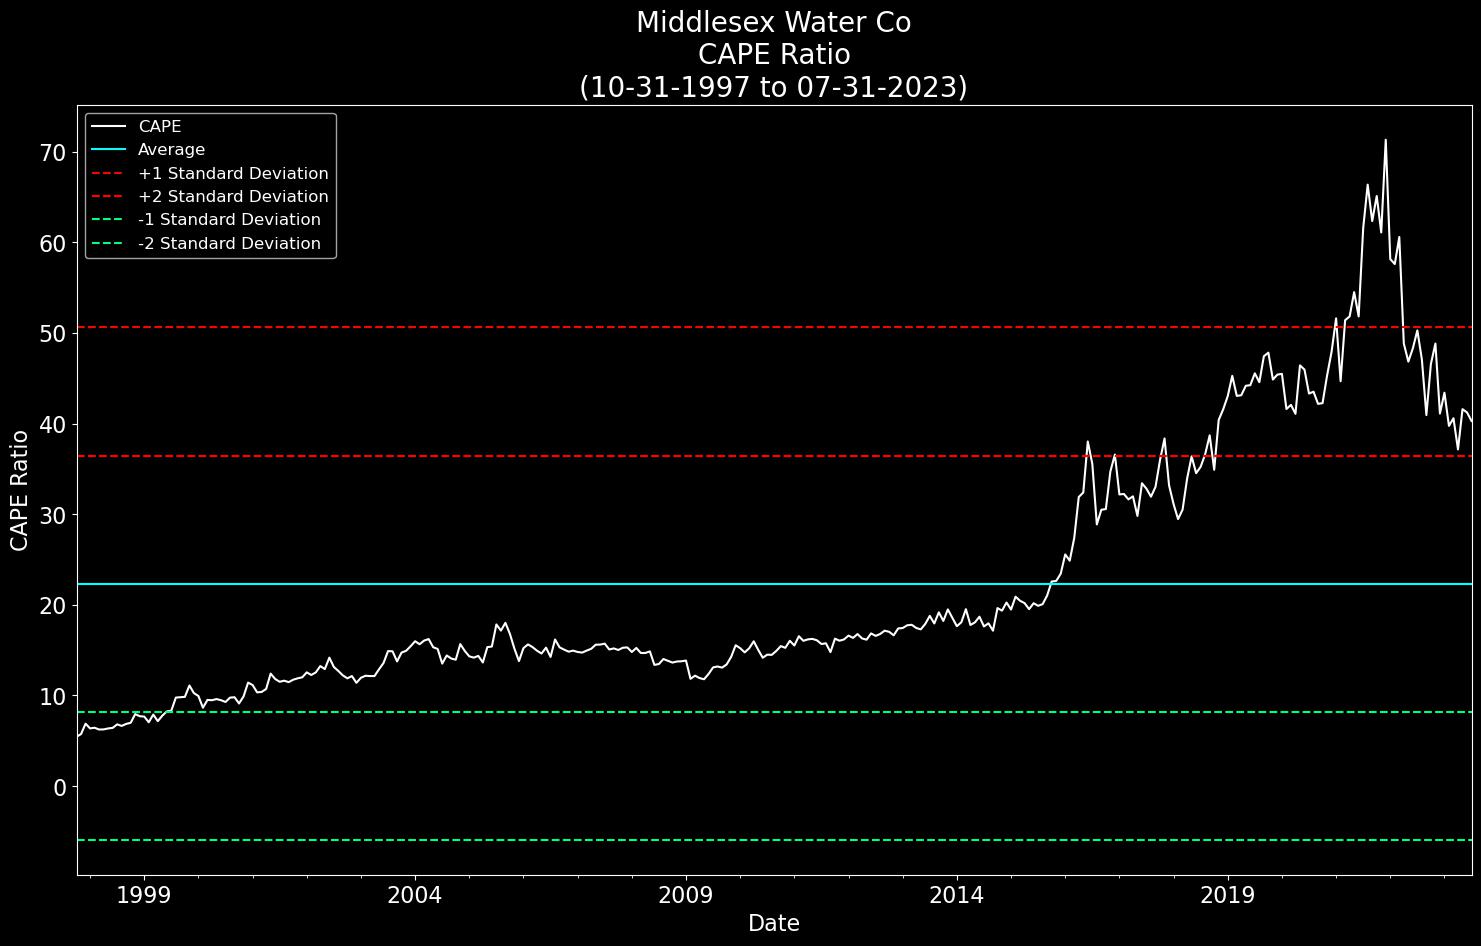 Middlesex Water Co
CAPE Ratio
(10-31-1997 to 07-31-2023)
CAPE
Average
+1 Standard Deviation
+2 Standard Deviation
-1 Standard Deviation
-2 Standard Deviation
70
60
50
40
30
20
10
0
CAPE Ratio
1999
2004
2009
2014
2019
Date